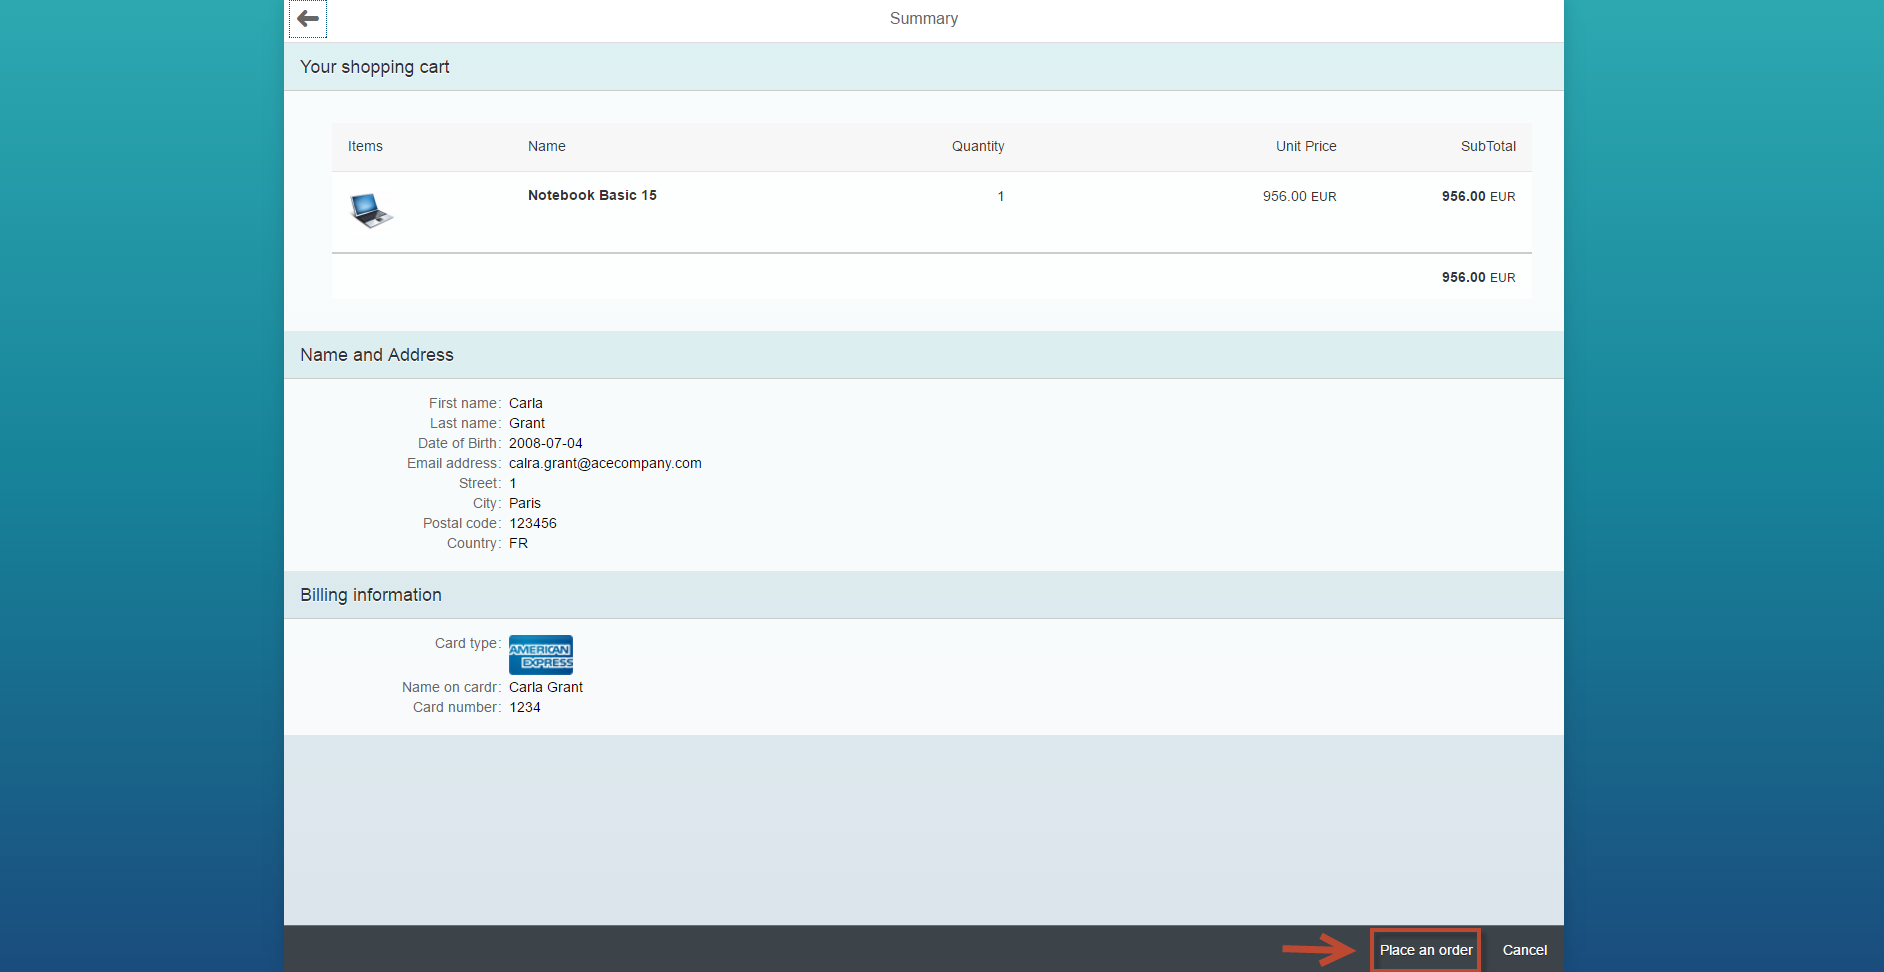 Summary
Your shopping cart
Items Name Quantity Unit Price SubTotal
Notebook Basic 15 1 956.00 EUR 956.00 EUR
956.00 EUR
Name and Address
First name: Carla
Last name: Grant
Date of Birth: 2008-07-04
Email address: calra.grant@acecompany.com
Street: 1
City: Paris
Postal code: 123456
Country: FR
Billing information
Card type: AMERICAN
EXPRESS
Name on cardr: Carla Grant
Card number: 1234
Place an order Cancel